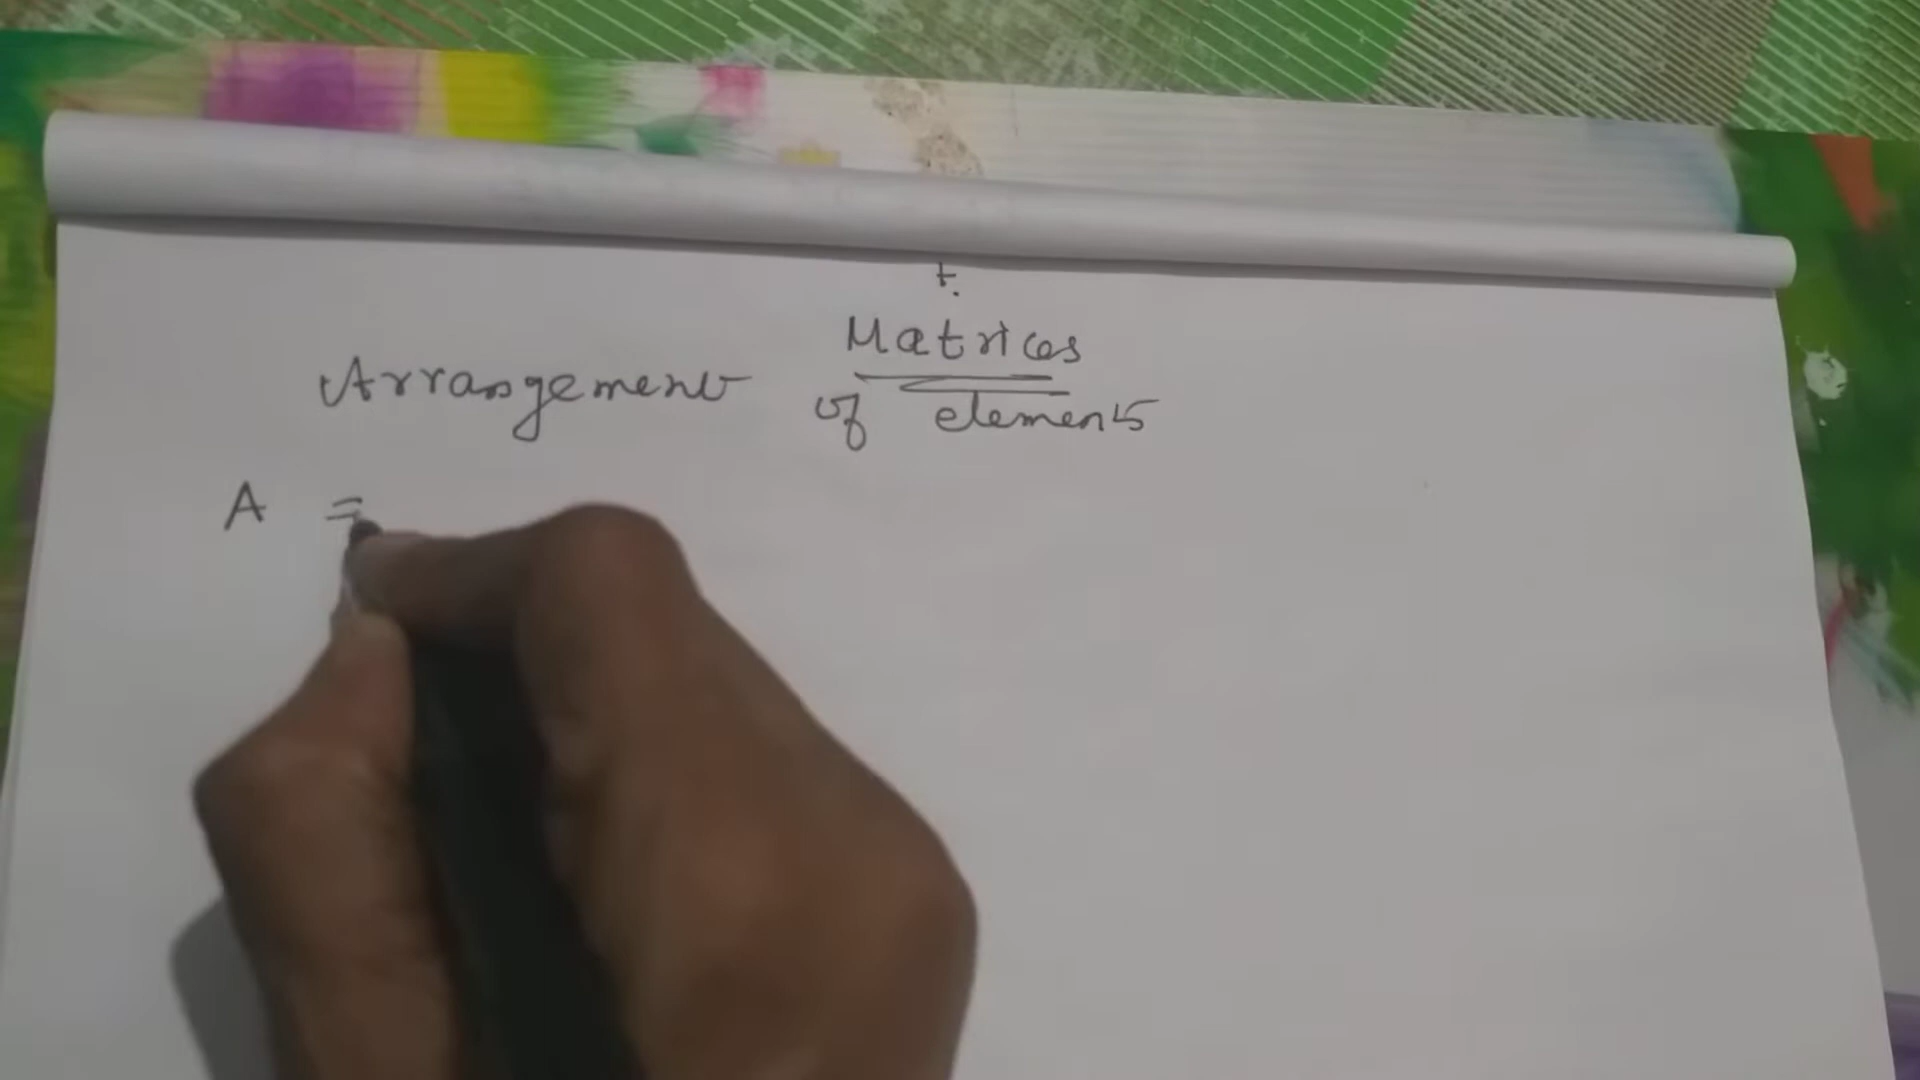 t.
Matrices
Arrangement of elements
A =